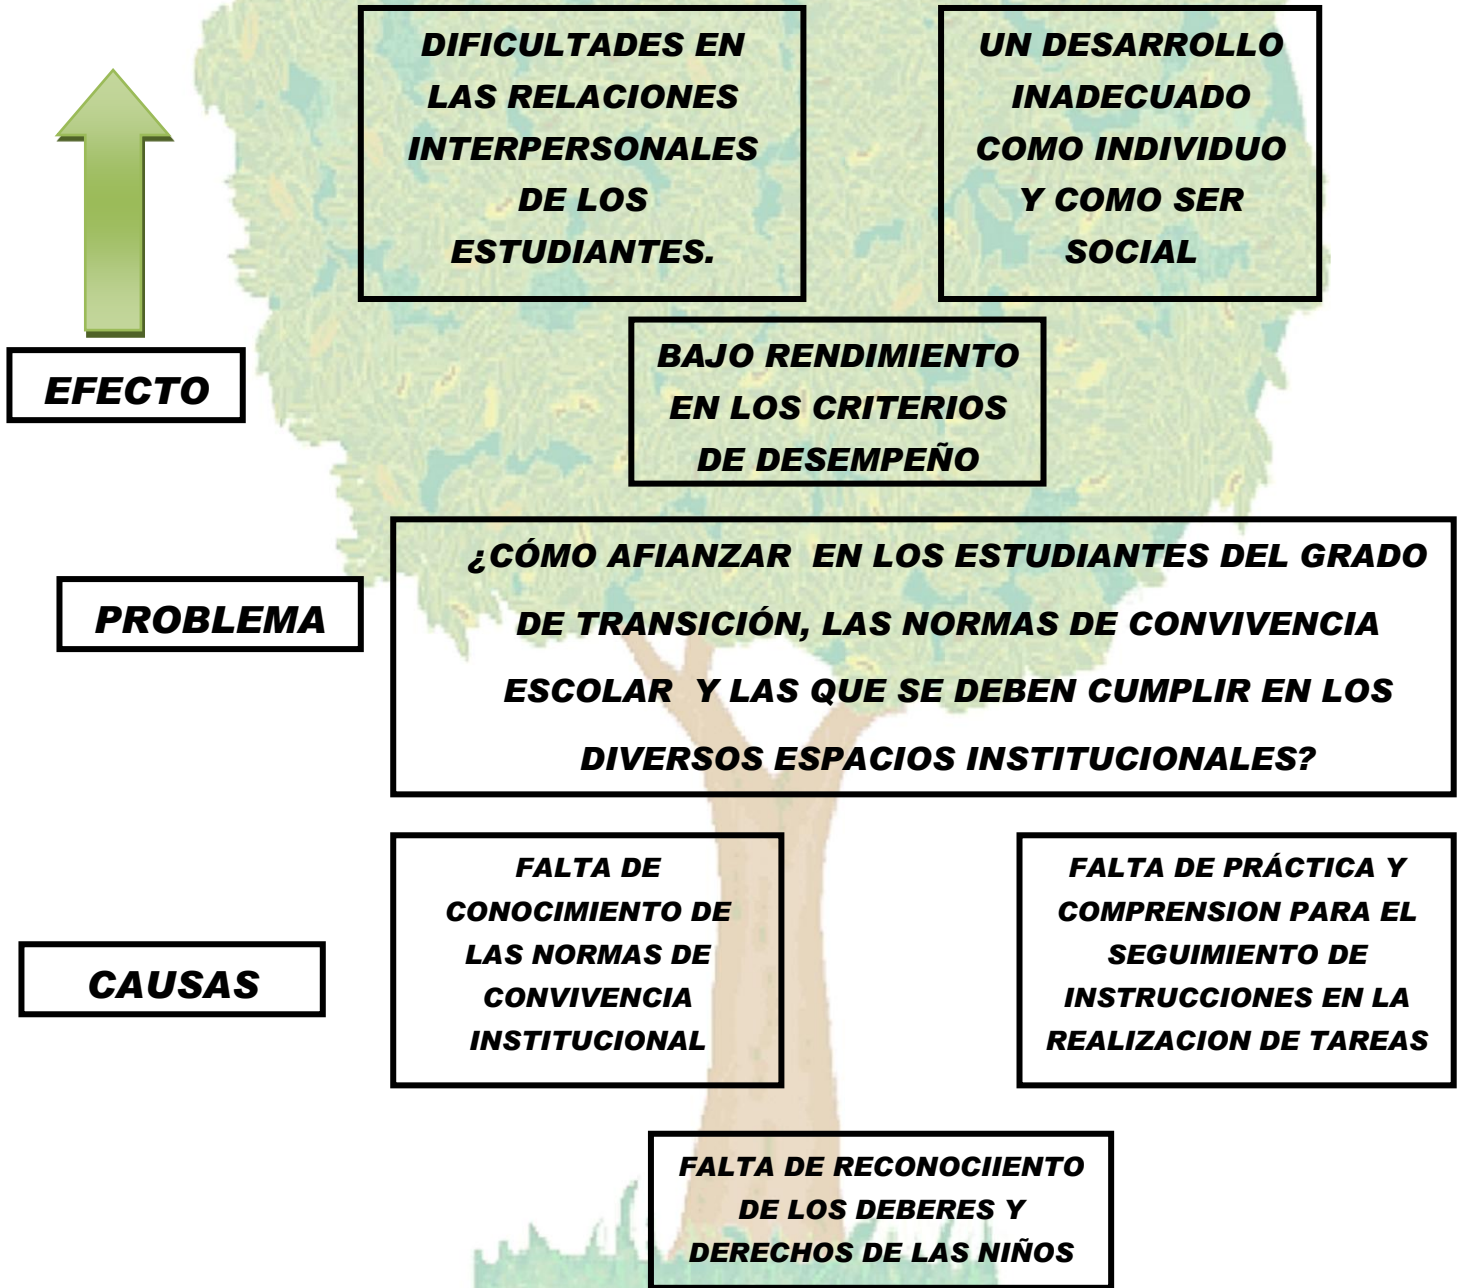 DIFICULTADES EN
LAS RELACIONES
INTERPERSONALES
DE LOS
ESTUDIANTES.
UN DESARROLLO
INADECUADO
COMO INDIVIDUO
Y COMO SER
SOCIAL
EFECTO
BAJO RENDIMIENTO
EN LOS CRITERIOS
DE DESEMPEÑO
PROBLEMA
¿CÓMO AFIANZAR EN LOS ESTUDIANTES DEL GRADO
DE TRANSICIÓN, LAS NORMAS DE CONVIVENCIA
ESCOLAR Y LAS QUE SE DEBEN CUMPLIR EN LOS
DIVERSOS ESPACIOS INSTITUCIONALES?
CAUSAS
FALTA DE
CONOCIMIENTO DE
LAS NORMAS DE
CONVIVENCIA
INSTITUCIONAL
FALTA DE PRÁCTICA Y
COMPRENSION PARA EL
SEGUIMIENTO DE
INSTRUCCIONES EN LA
REALIZACION DE TAREAS
FALTA DE RECONOCIIENTO
DE LOS DEBERES Y
DERECHOS DE LAS NIÑOS